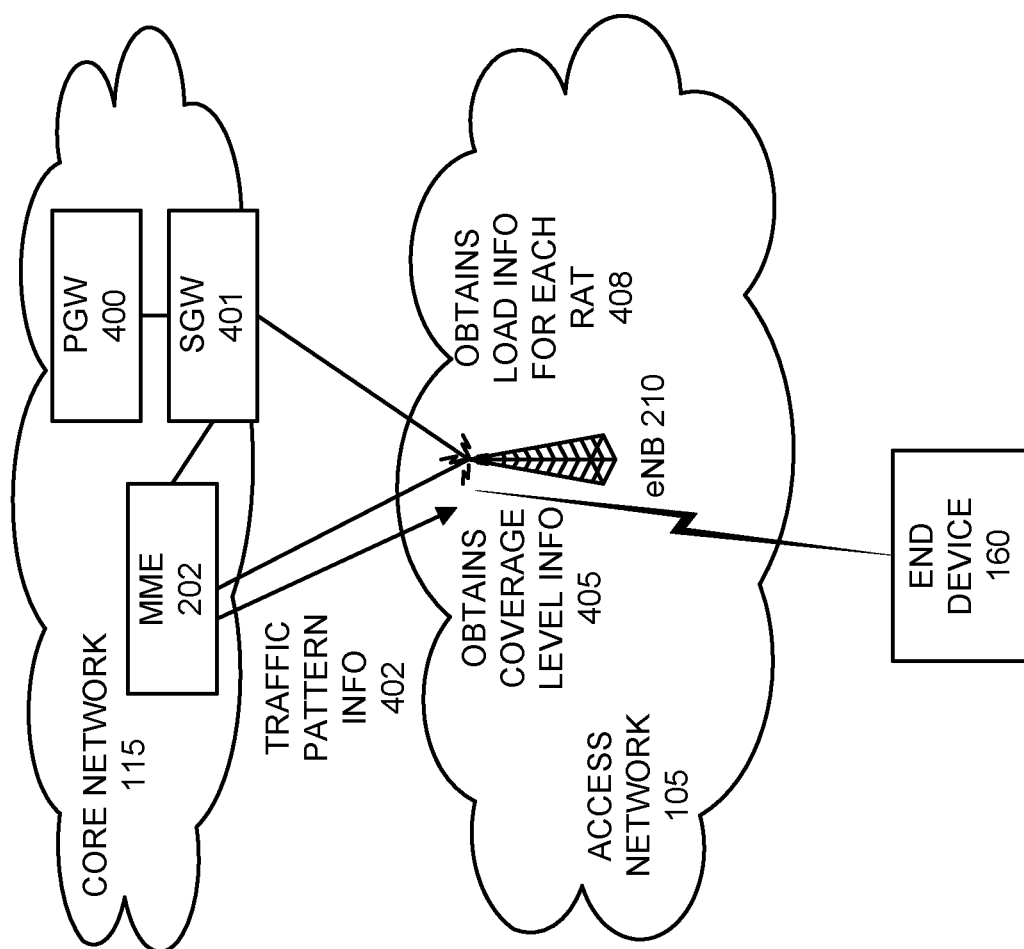 CORE NETWORK
115
MME
202
PGW
400
SGW
401
TRAFFIC
PATTERN
INFO
402
OBTAINS
COVERAGE
LEVEL INFO
405
OBTAINS
LOAD INFO
FOR EACH
RAT
408
eNB 210
ACCESS
NETWORK
105
END
DEVICE
160